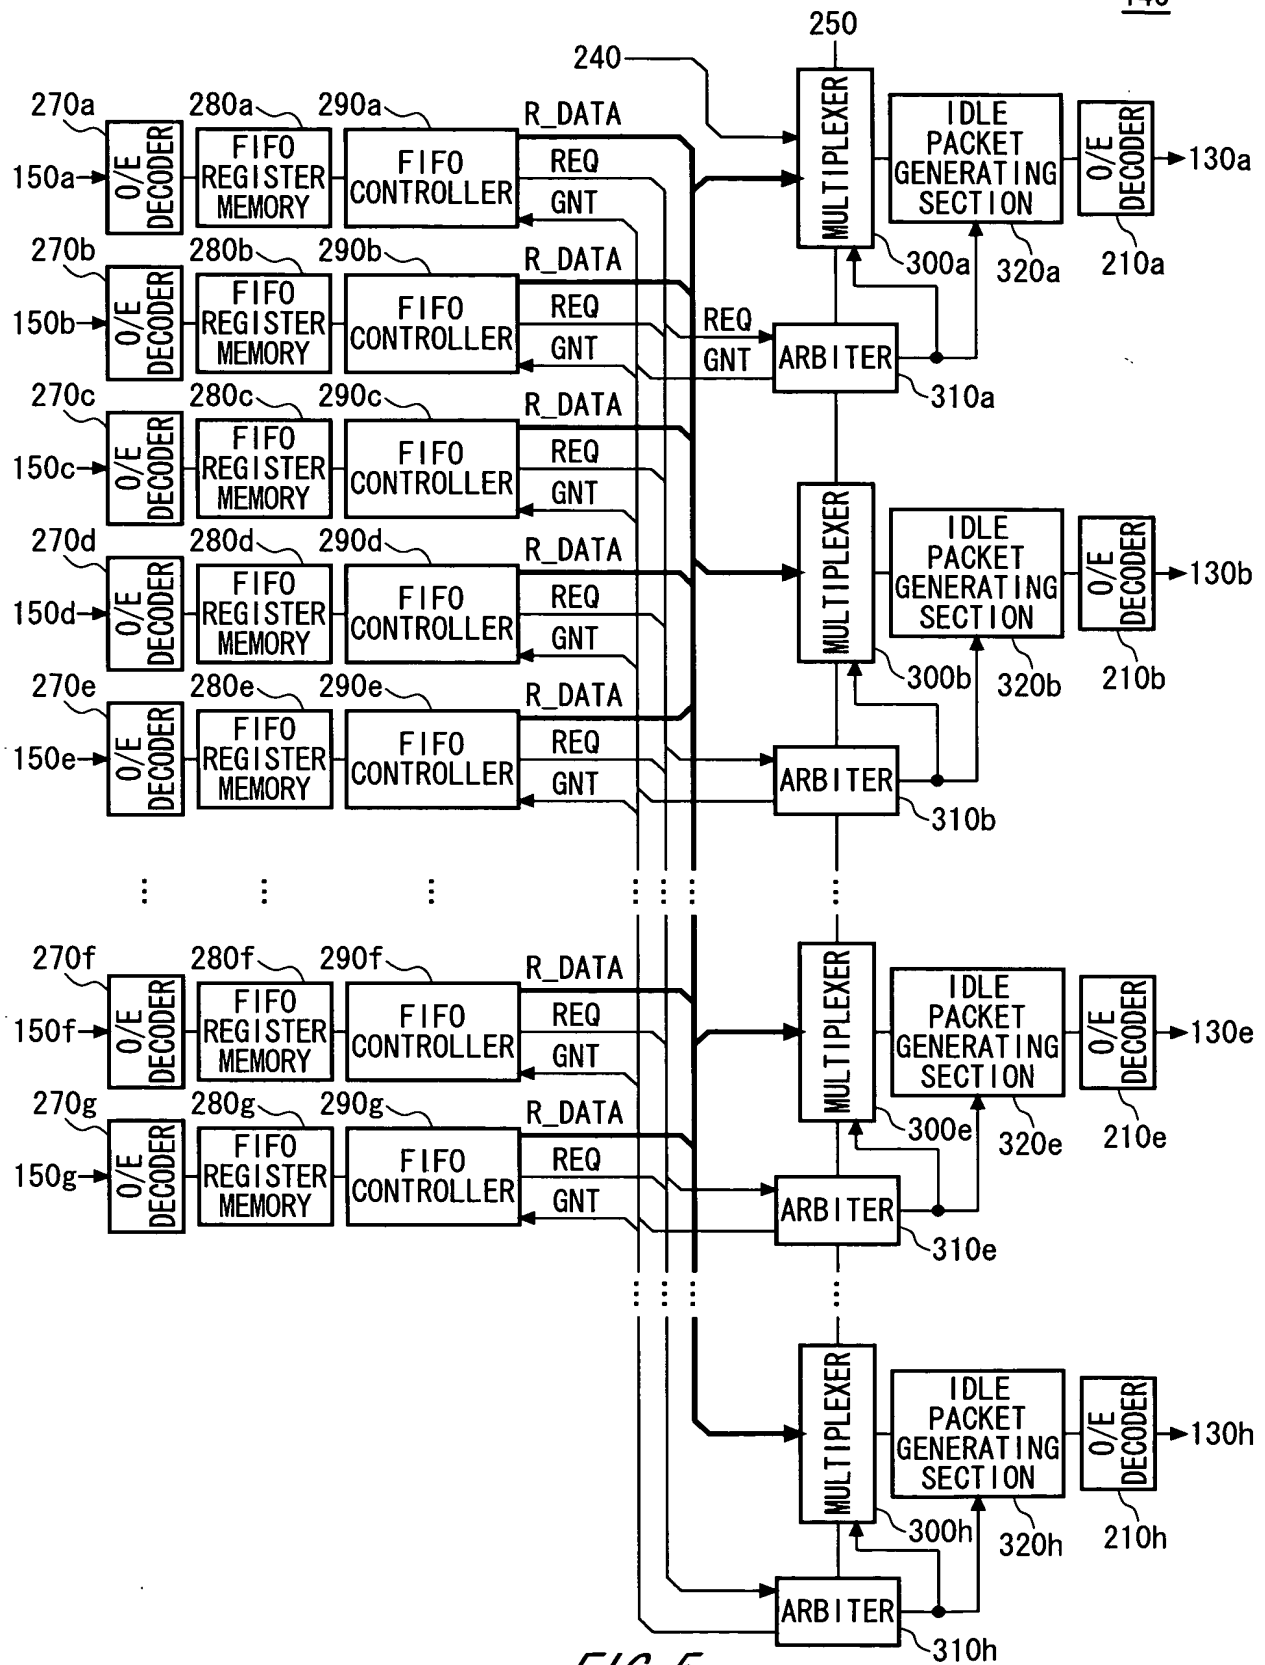 250
240
270a 280a 290a R_DATA
150a O/E DECODER FIFO REGISTER MEMORY FIFO CONTROLLER REQ GNT
MULTIPLEXER IDLE PACKET GENERATING SECTION O/E DECODER 130a
300a 320a 210a
270b 280b 290b R_DATA
150b O/E DECODER FIFO REGISTER MEMORY FIFO CONTROLLER REQ GNT
REQ GNT ARBITER
310a
270c 280c 290c R_DATA
150c O/E DECODER FIFO REGISTER MEMORY FIFO CONTROLLER REQ GNT
270d 280d 290d R_DATA
150d O/E DECODER FIFO REGISTER MEMORY FIFO CONTROLLER REQ GNT
MULTIPLEXER IDLE PACKET GENERATING SECTION O/E DECODER 130b
300b 320b 210b
270e 280e 290e R_DATA
150e O/E DECODER FIFO REGISTER MEMORY FIFO CONTROLLER REQ GNT
ARBITER
310b
270f 280f 290f R_DATA
150f O/E DECODER FIFO REGISTER MEMORY FIFO CONTROLLER REQ GNT
MULTIPLEXER IDLE PACKET GENERATING SECTION O/E DECODER 130e
300e 320e 210e
270g 280g 290g R_DATA
150g O/E DECODER FIFO REGISTER MEMORY FIFO CONTROLLER REQ GNT
ARBITER
310e
MULTIPLEXER IDLE PACKET GENERATING SECTION O/E DECODER 130h
300h 320h 210h
ARBITER
310h